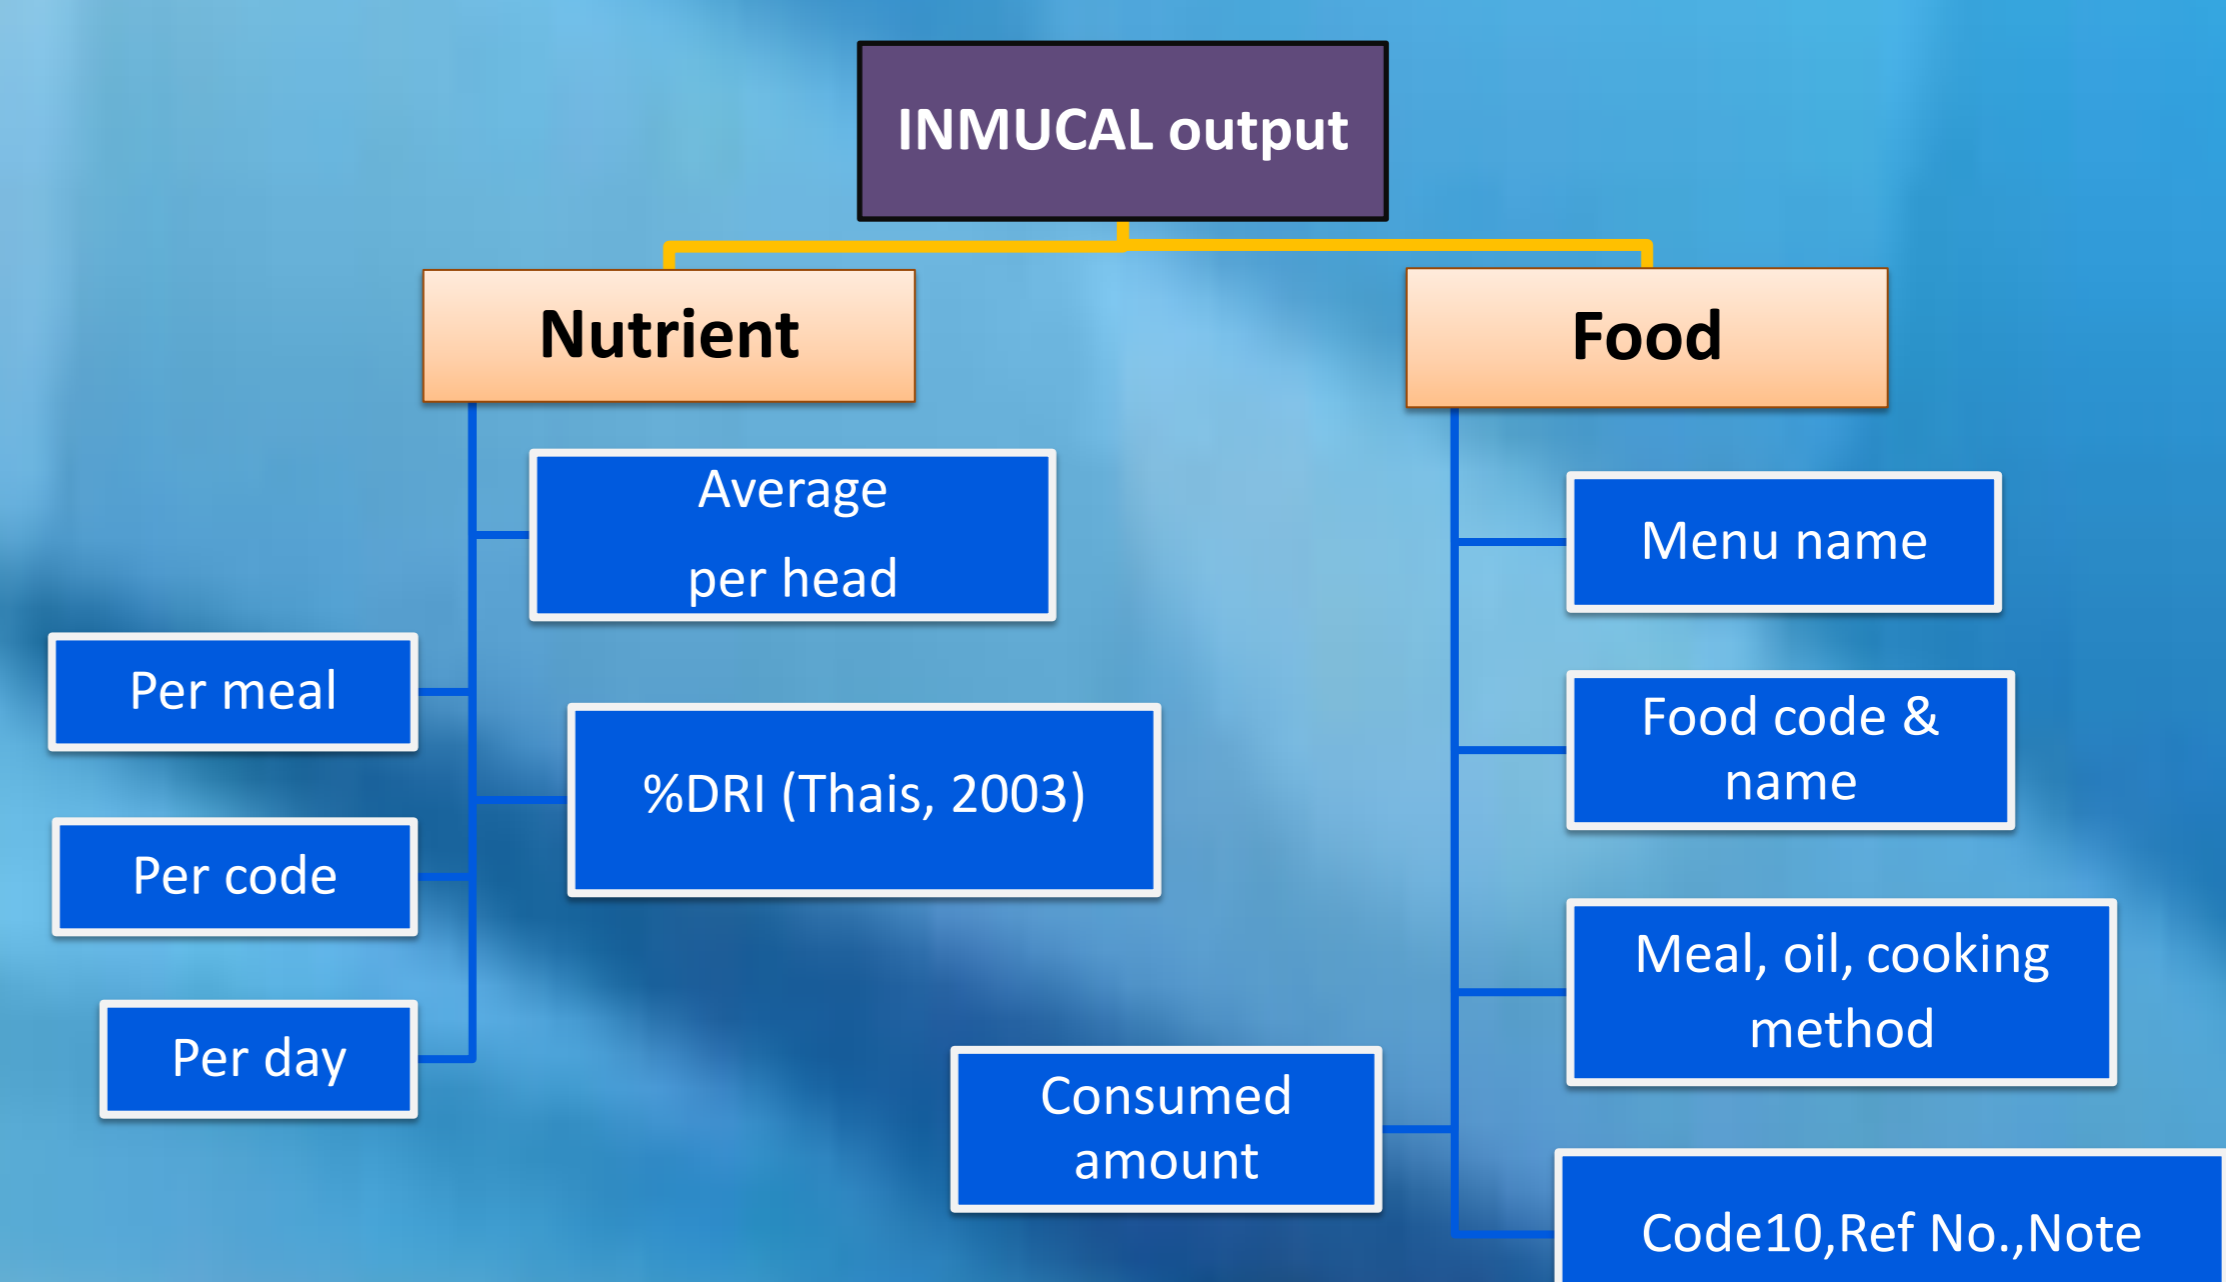 INMUCAL output
Nutrient
Average
per head
Per meal
%DRI (Thais, 2003)
Per code
Per day
Food
Menu name
Food code &
name
Meal, oil, cooking
method
Consumed
amount
Code10,Ref No.,Note